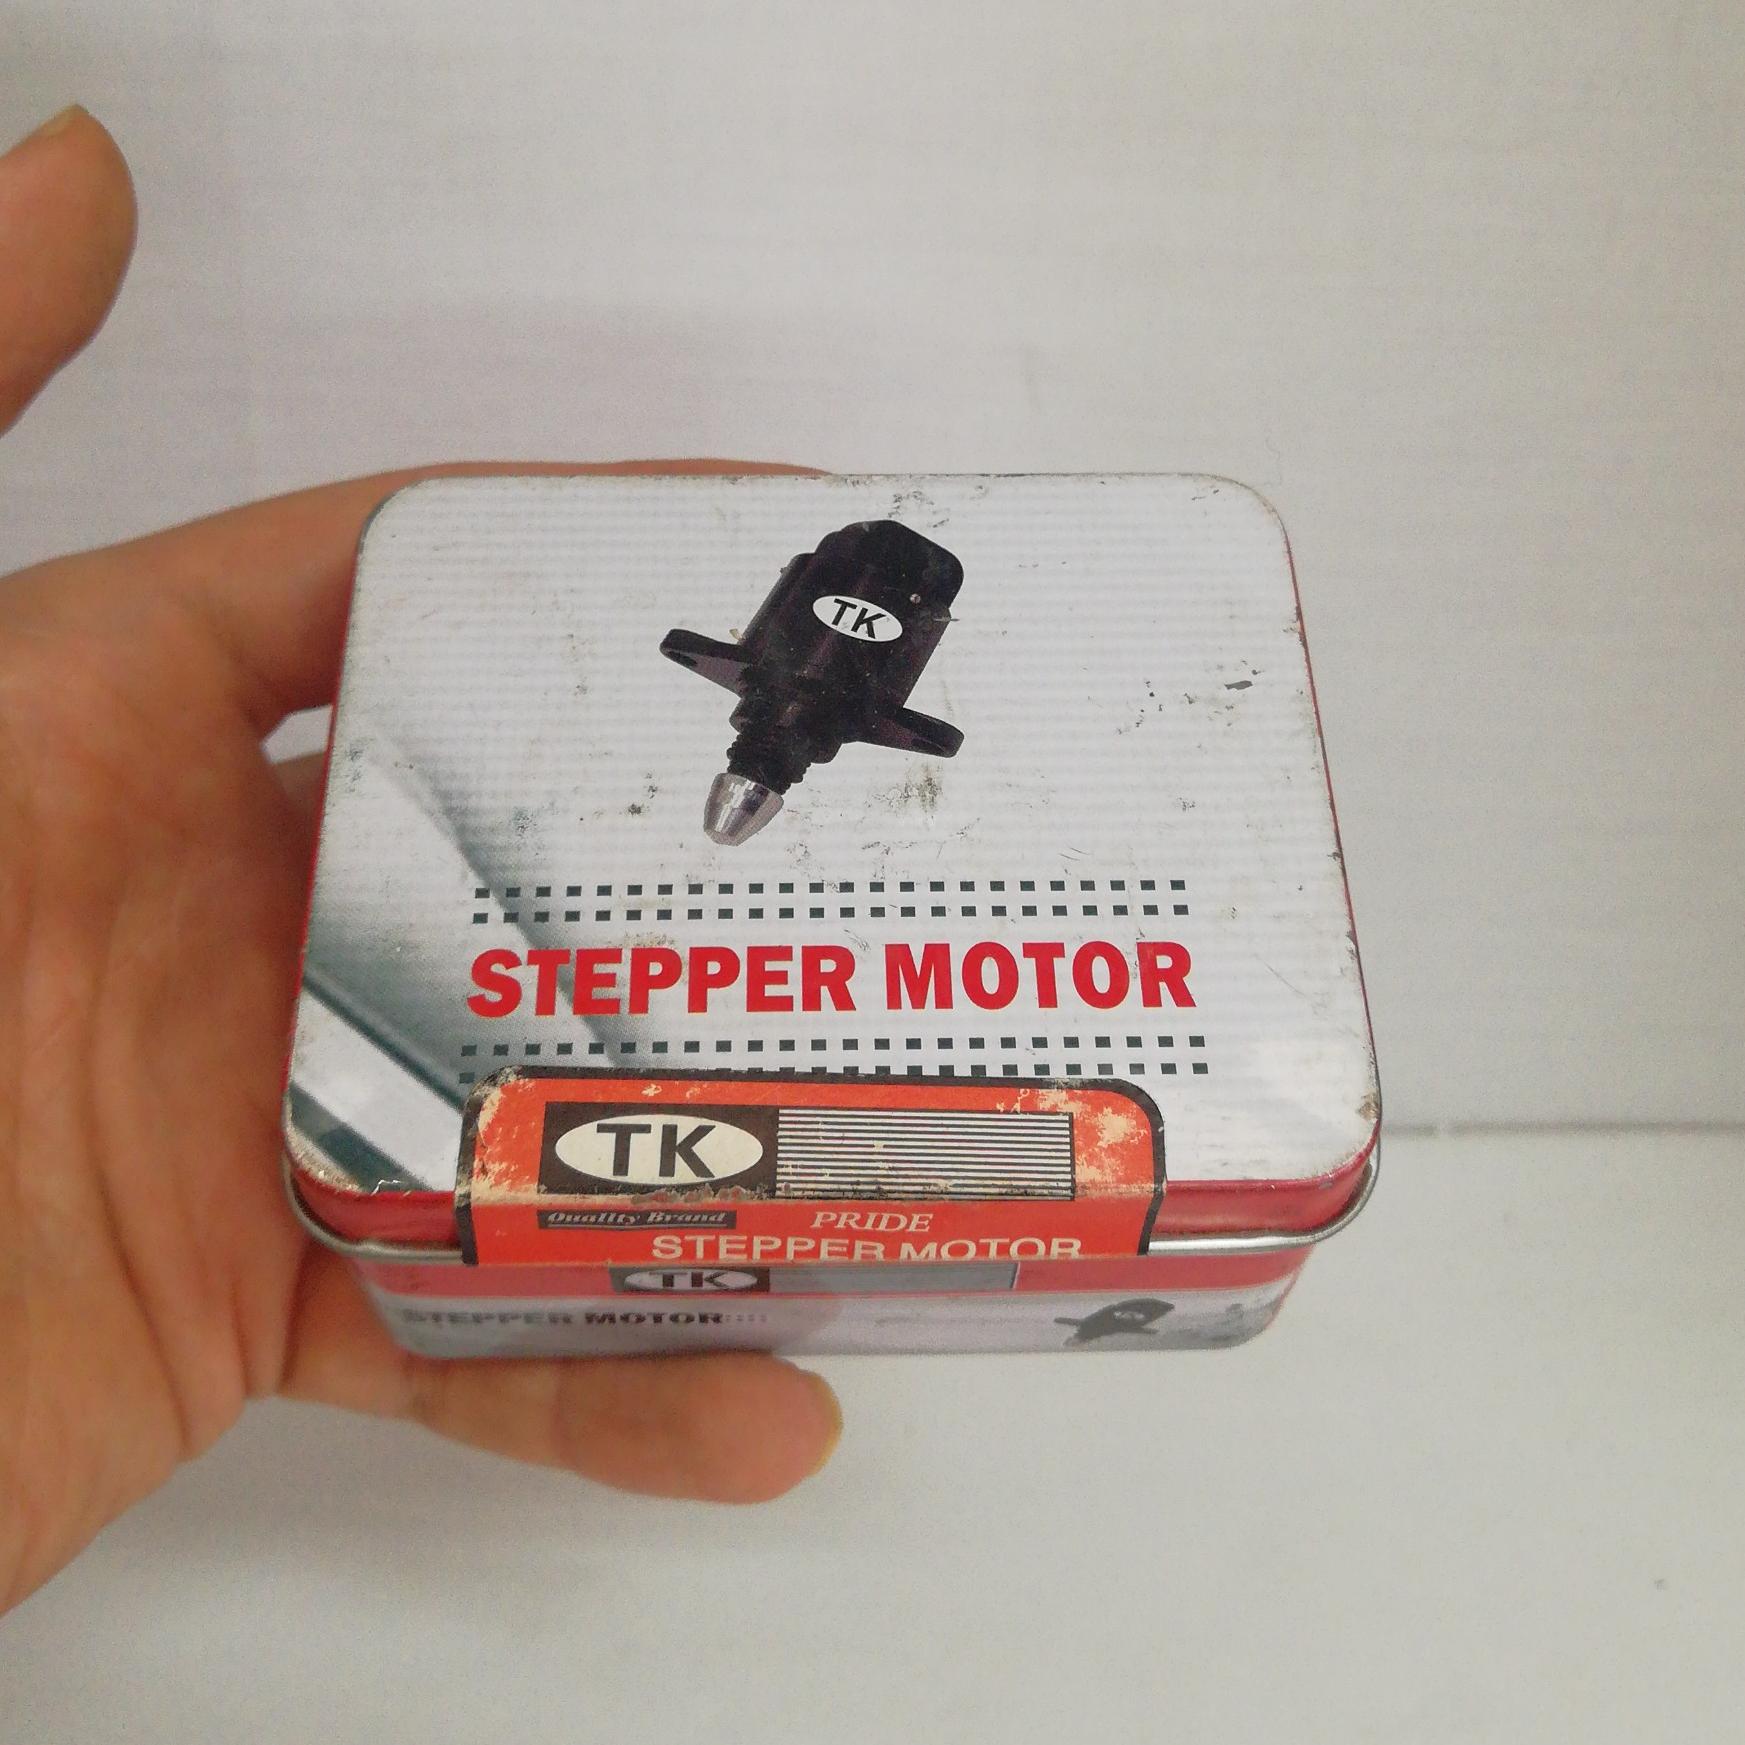 TK
STEPPER MOTOR
TK
Quality Brand
PRIDE
STEPPER MOTOR
TK
STEPPER MOTOR